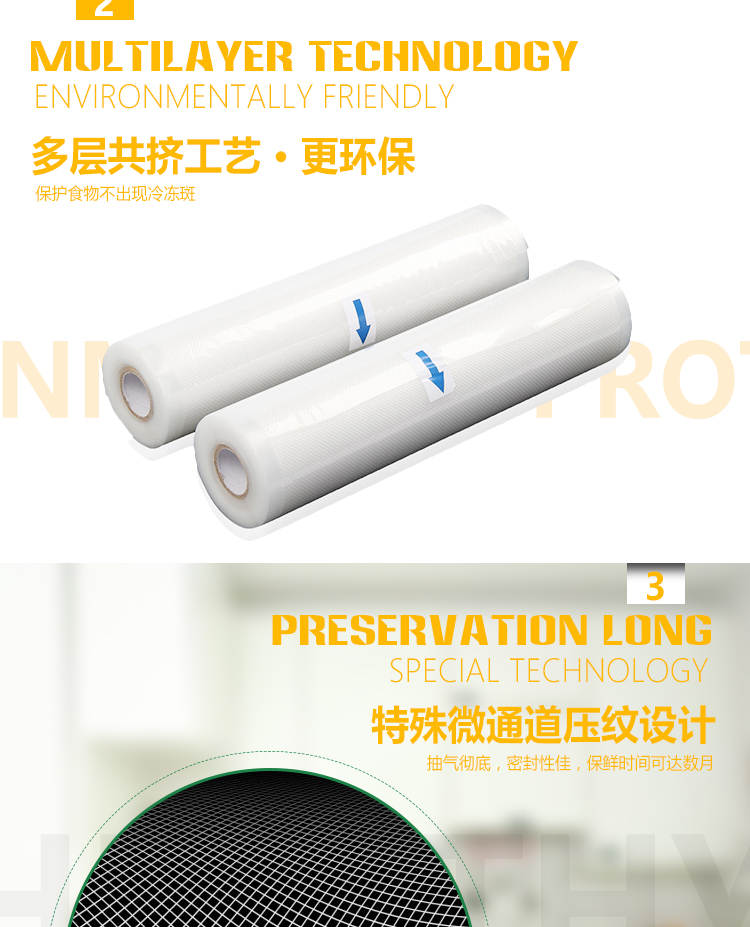 2
MULTILAYER TECHNOLOGY
ENVIRONMENTALLY FRIENDLY
多层共挤工艺·更环保
保护食物不出现冷冻斑
3
PRESERVATION LONG
SPECIAL TECHNOLOGY
特殊微通道压纹设计
抽气彻底，密封性佳，保鲜时间可达数月